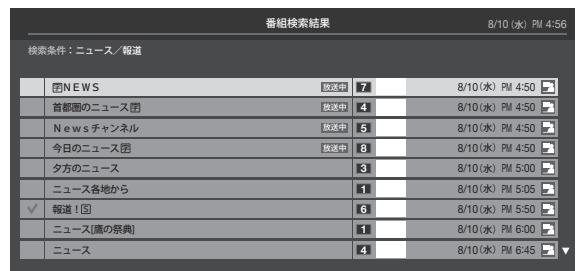 番組検索結果 8/10(水) PM 4:56
検索条件：ニュース／報道
字NEWS 放送中 7 8/10(水) PM 4:50
首都圏のニュース字 放送中 4 8/10(水) PM 4:50
Newsチャンネル 放送中 5 8/10(水) PM 4:50
今日のニュース字 放送中 8 8/10(水) PM 4:50
夕方のニュース 3 8/10(水) PM 5:00
ニュース各地から 1 8/10(水) PM 5:05
報道！S 6 8/10(水) PM 5:50
ニュース[鷹の祭典] 1 8/10(水) PM 6:00
ニュース 4 8/10(水) PM 6:45